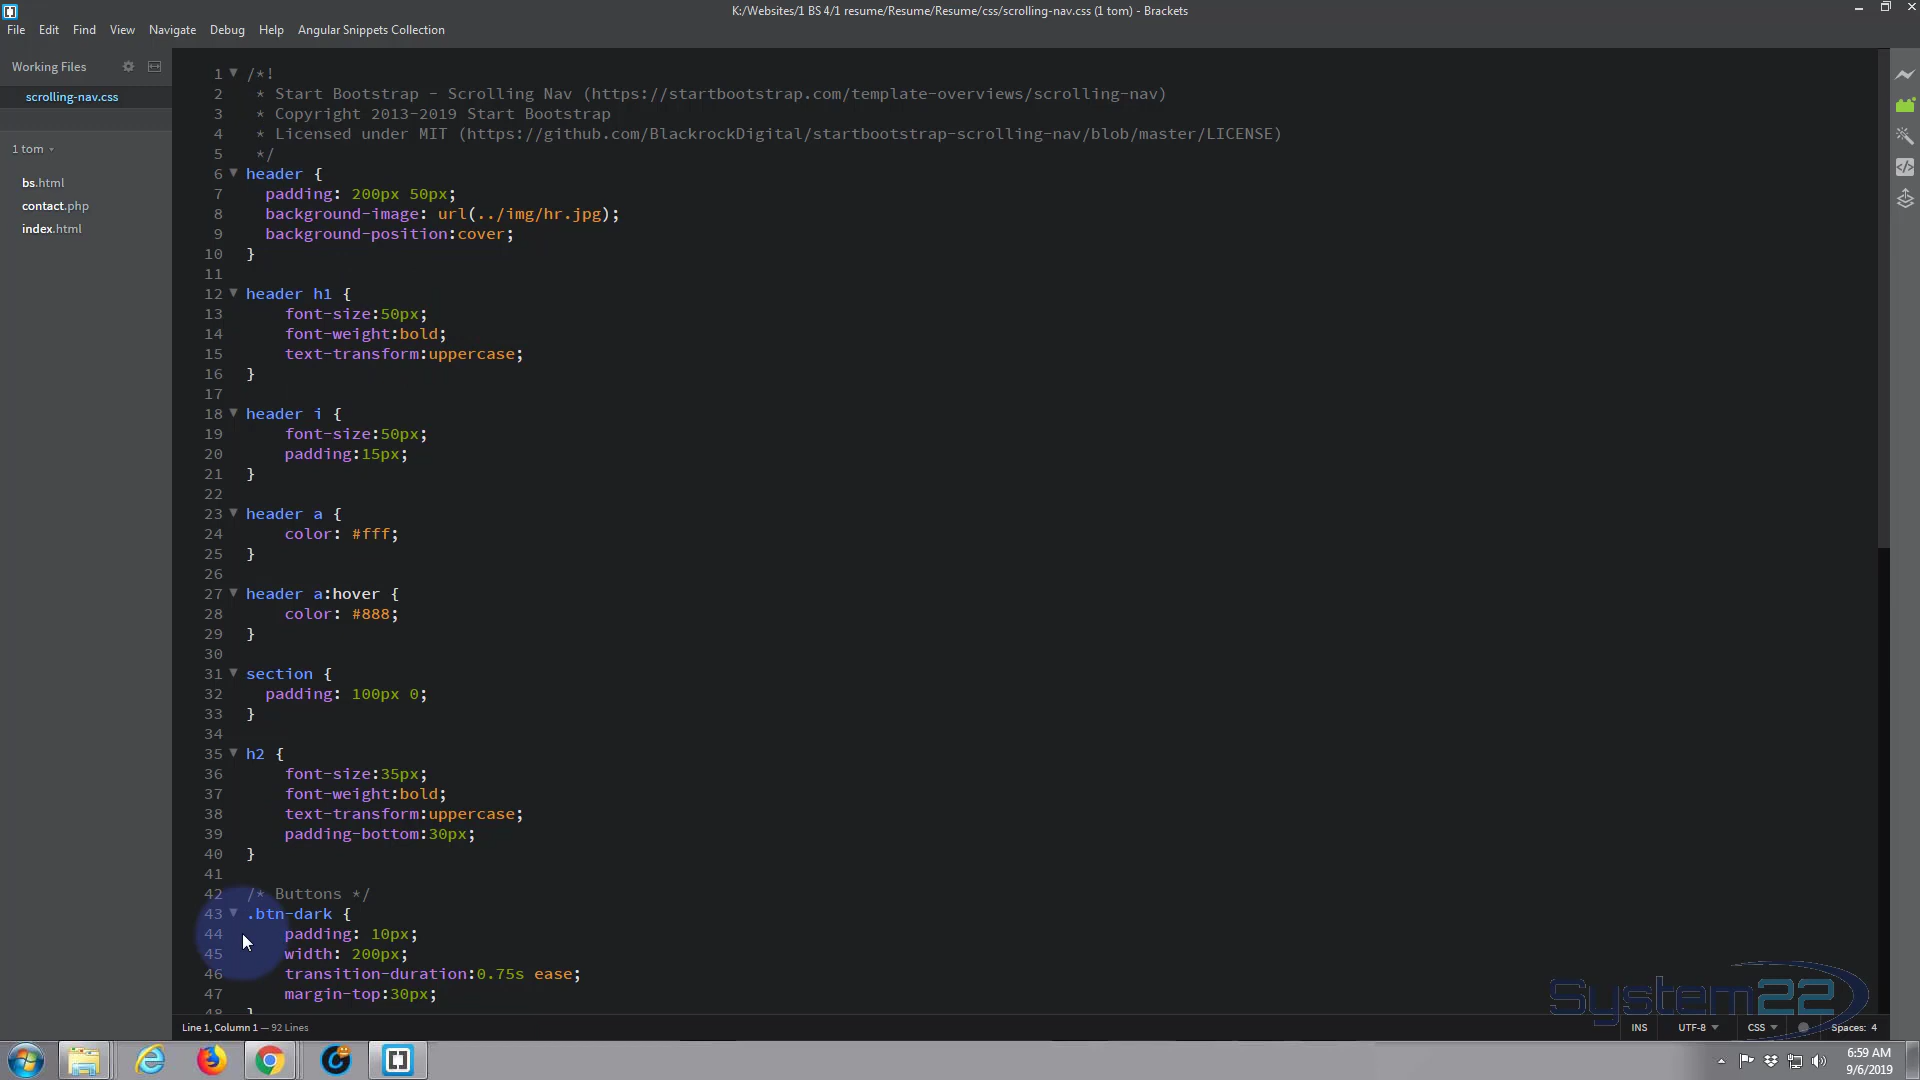 K:/Websites/1 BS 4/1 resume/Resume/Resume/css/scrolling-nav.css (1 tom) - Brackets
File Edit Find View Navigate Debug Help Angular Snippets Collection
Working Files
scrolling-nav.css
1 tom
bs.html
contact.php
index.html
1 /*!
2 * Start Bootstrap - Scrolling Nav (https://startbootstrap.com/template-overviews/scrolling-nav)
3 * Copyright 2013-2019 Start Bootstrap
4 * Licensed under MIT (https://github.com/BlackrockDigital/startbootstrap-scrolling-nav/blob/master/LICENSE)
5 */
6 header {
7 padding: 200px 50px;
8 background-image: url(../img/hr.jpg);
9 background-position:cover;
10 }
11
12 header h1 {
13 font-size:50px;
14 font-weight:bold;
15 text-transform:uppercase;
16 }
17
18 header i {
19 font-size:50px;
20 padding:15px;
21 }
22
23 header a {
24 color: #fff;
25 }
26
27 header a:hover {
28 color: #888;
29 }
30
31 section {
32 padding: 100px 0;
33 }
34
35 h2 {
36 font-size:35px;
37 font-weight:bold;
38 text-transform:uppercase;
39 padding-bottom:30px;
40 }
41
42 /* Buttons */
43 .btn-dark {
44 padding: 10px;
45 width: 200px;
46 transition-duration:0.75s ease;
47 margin-top:30px;
48 }
System22
Line 1, Column 1 — 92 Lines
INS UTF-8 CSS Spaces: 4
6:59 AM
9/6/2019